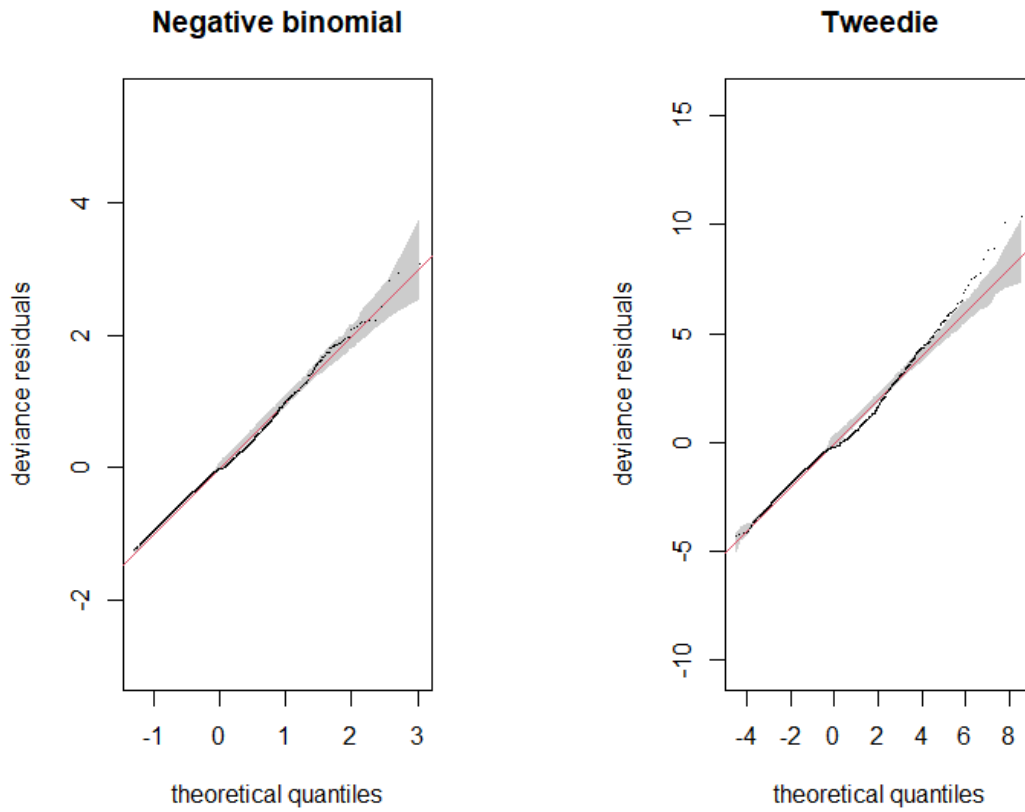 Negative binomial
deviance residuals
4
2
0
-2
-1 0 1 2 3
theoretical quantiles
Tweedie
deviance residuals
15
10
5
0
-5
-10
-4 -2 0 2 4 6 8
theoretical quantiles